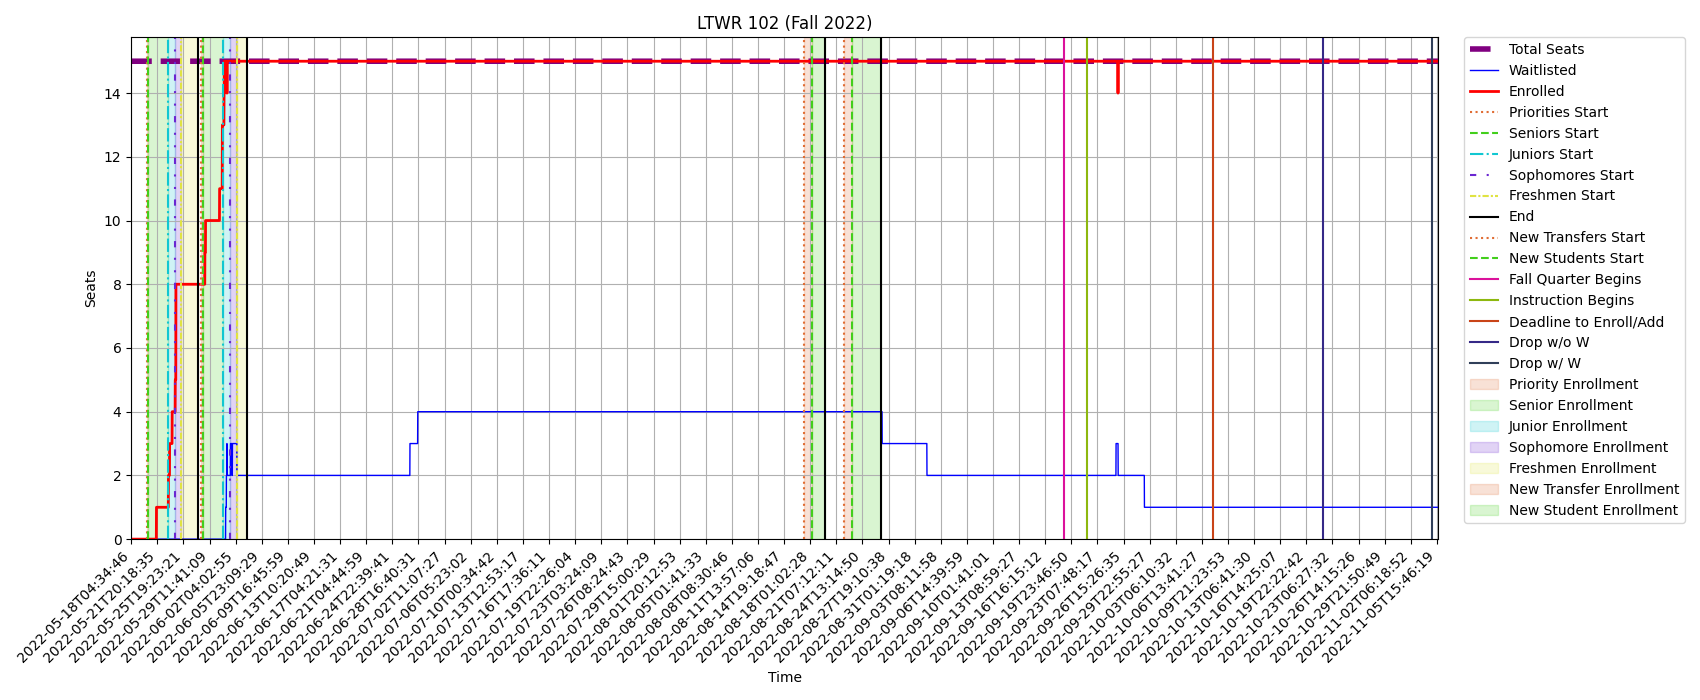 LTWR 102 (Fall 2022)
Seats
14
12
10
8
6
4
2
0
2022-05-18T04:34:46
2022-05-21T20:18:35
2022-05-25T19:23:21
2022-05-29T11:41:09
2022-06-02T04:02:55
2022-06-05T23:09:29
2022-06-09T16:45:59
2022-06-13T10:20:49
2022-06-17T04:21:31
2022-06-21T04:44:59
2022-06-24T22:39:41
2022-06-28T16:40:31
2022-07-02T11:07:27
2022-07-06T05:23:02
2022-07-10T00:34:42
2022-07-13T12:53:17
2022-07-16T17:36:11
2022-07-19T22:26:04
2022-07-23T03:24:09
2022-07-26T08:24:43
2022-07-29T15:00:29
2022-08-01T20:12:53
2022-08-05T01:41:33
2022-08-08T08:30:46
2022-08-11T13:57:06
2022-08-14T19:18:47
2022-08-18T01:02:28
2022-08-21T07:12:11
2022-08-24T13:14:50
2022-08-27T19:10:38
2022-08-31T01:19:18
2022-09-03T08:11:58
2022-09-06T14:39:59
2022-09-10T01:41:01
2022-09-13T08:59:27
2022-09-16T16:15:12
2022-09-19T23:46:50
2022-09-23T07:48:17
2022-09-26T15:26:35
2022-09-29T22:55:27
2022-10-03T06:10:32
2022-10-06T13:41:27
2022-10-09T21:23:53
2022-10-13T06:41:30
2022-10-16T14:25:07
2022-10-19T22:22:42
2022-10-23T06:27:32
2022-10-26T14:15:26
2022-10-29T21:50:49
2022-11-02T06:18:52
2022-11-05T15:46:19
Time
Total Seats
Waitlisted
Enrolled
Priorities Start
Seniors Start
Juniors Start
Sophomores Start
Freshmen Start
End
New Transfers Start
New Students Start
Fall Quarter Begins
Instruction Begins
Deadline to Enroll/Add
Drop w/o W
Drop w/ W
Priority Enrollment
Senior Enrollment
Junior Enrollment
Sophomore Enrollment
Freshmen Enrollment
New Transfer Enrollment
New Student Enrollment